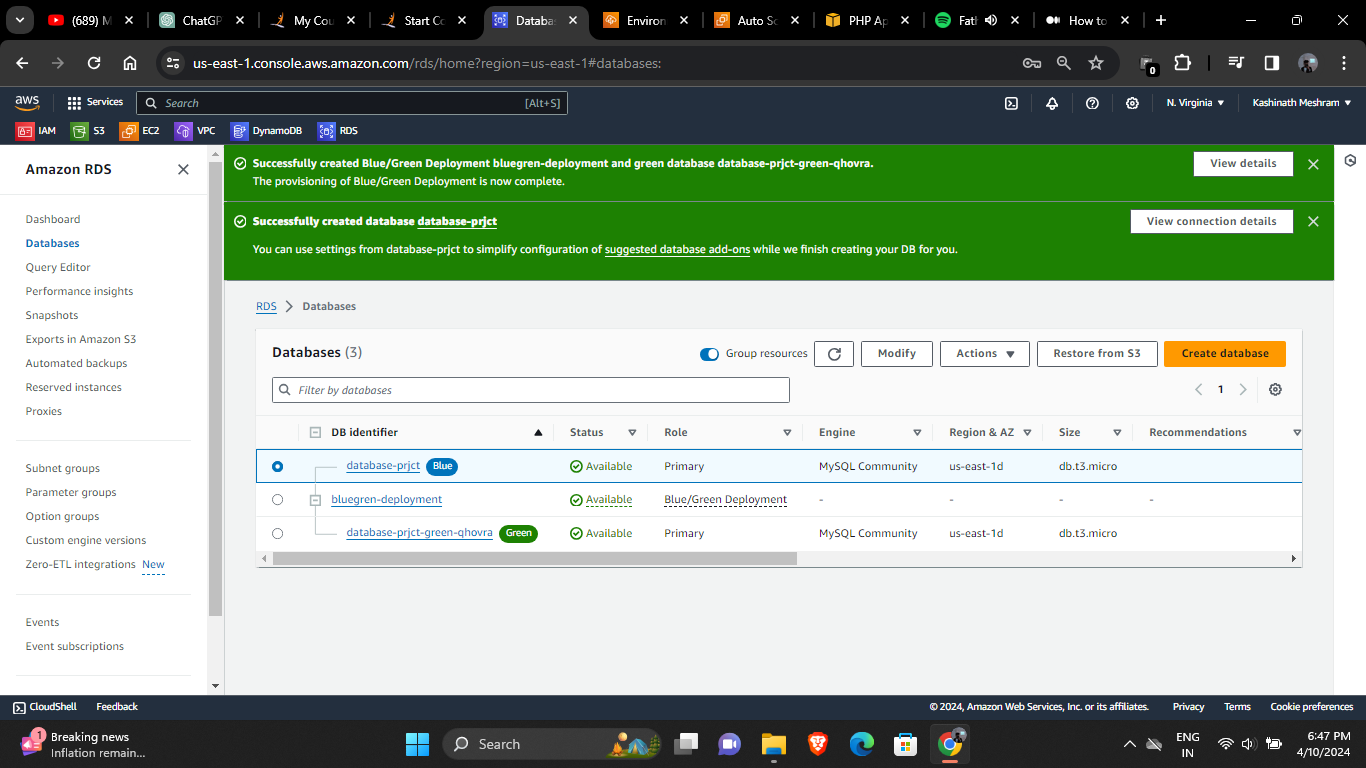 (689) M
ChatGP
My Cou
Start Co
Databa
Environ
Auto Sc
PHP Ap
Fatl
How to
us-east-1.console.aws.amazon.com/rds/home?region=us-east-1#databases:
0
aws
Services
Search
[Alt+S]
N. Virginia
Kashinath Meshram
IAM
S3
EC2
VPC
DynamoDB
RDS
Amazon RDS
Dashboard
Databases
Query Editor
Performance insights
Snapshots
Exports in Amazon S3
Automated backups
Reserved instances
Proxies
Subnet groups
Parameter groups
Option groups
Custom engine versions
Zero-ETL integrations New
Events
Event subscriptions
Successfully created Blue/Green Deployment bluegren-deployment and green database database-prjct-green-qhovra.
The provisioning of Blue/Green Deployment is now complete.
View details
Successfully created database database-prjct
View connection details
You can use settings from database-prjct to simplify configuration of suggested database add-ons while we finish creating your DB for you.
RDS
Databases
Databases (3)
Group resources
Modify
Actions
Restore from S3
Create database
Filter by databases
1
DB identifier Status Role Engine Region & AZ Size Recommendations
database-prjct Blue Available Primary MySQL Community us-east-1d db.t3.micro
bluegren-deployment Available Blue/Green Deployment - - - -
database-prjct-green-qhovra Green Available Primary MySQL Community us-east-1d db.t3.micro
CloudShell
Feedback
© 2024, Amazon Web Services, Inc. or its affiliates.
Privacy
Terms
Cookie preferences
1
Breaking news
Inflation remain...
Search
ENG
IN
6:47 PM
4/10/2024